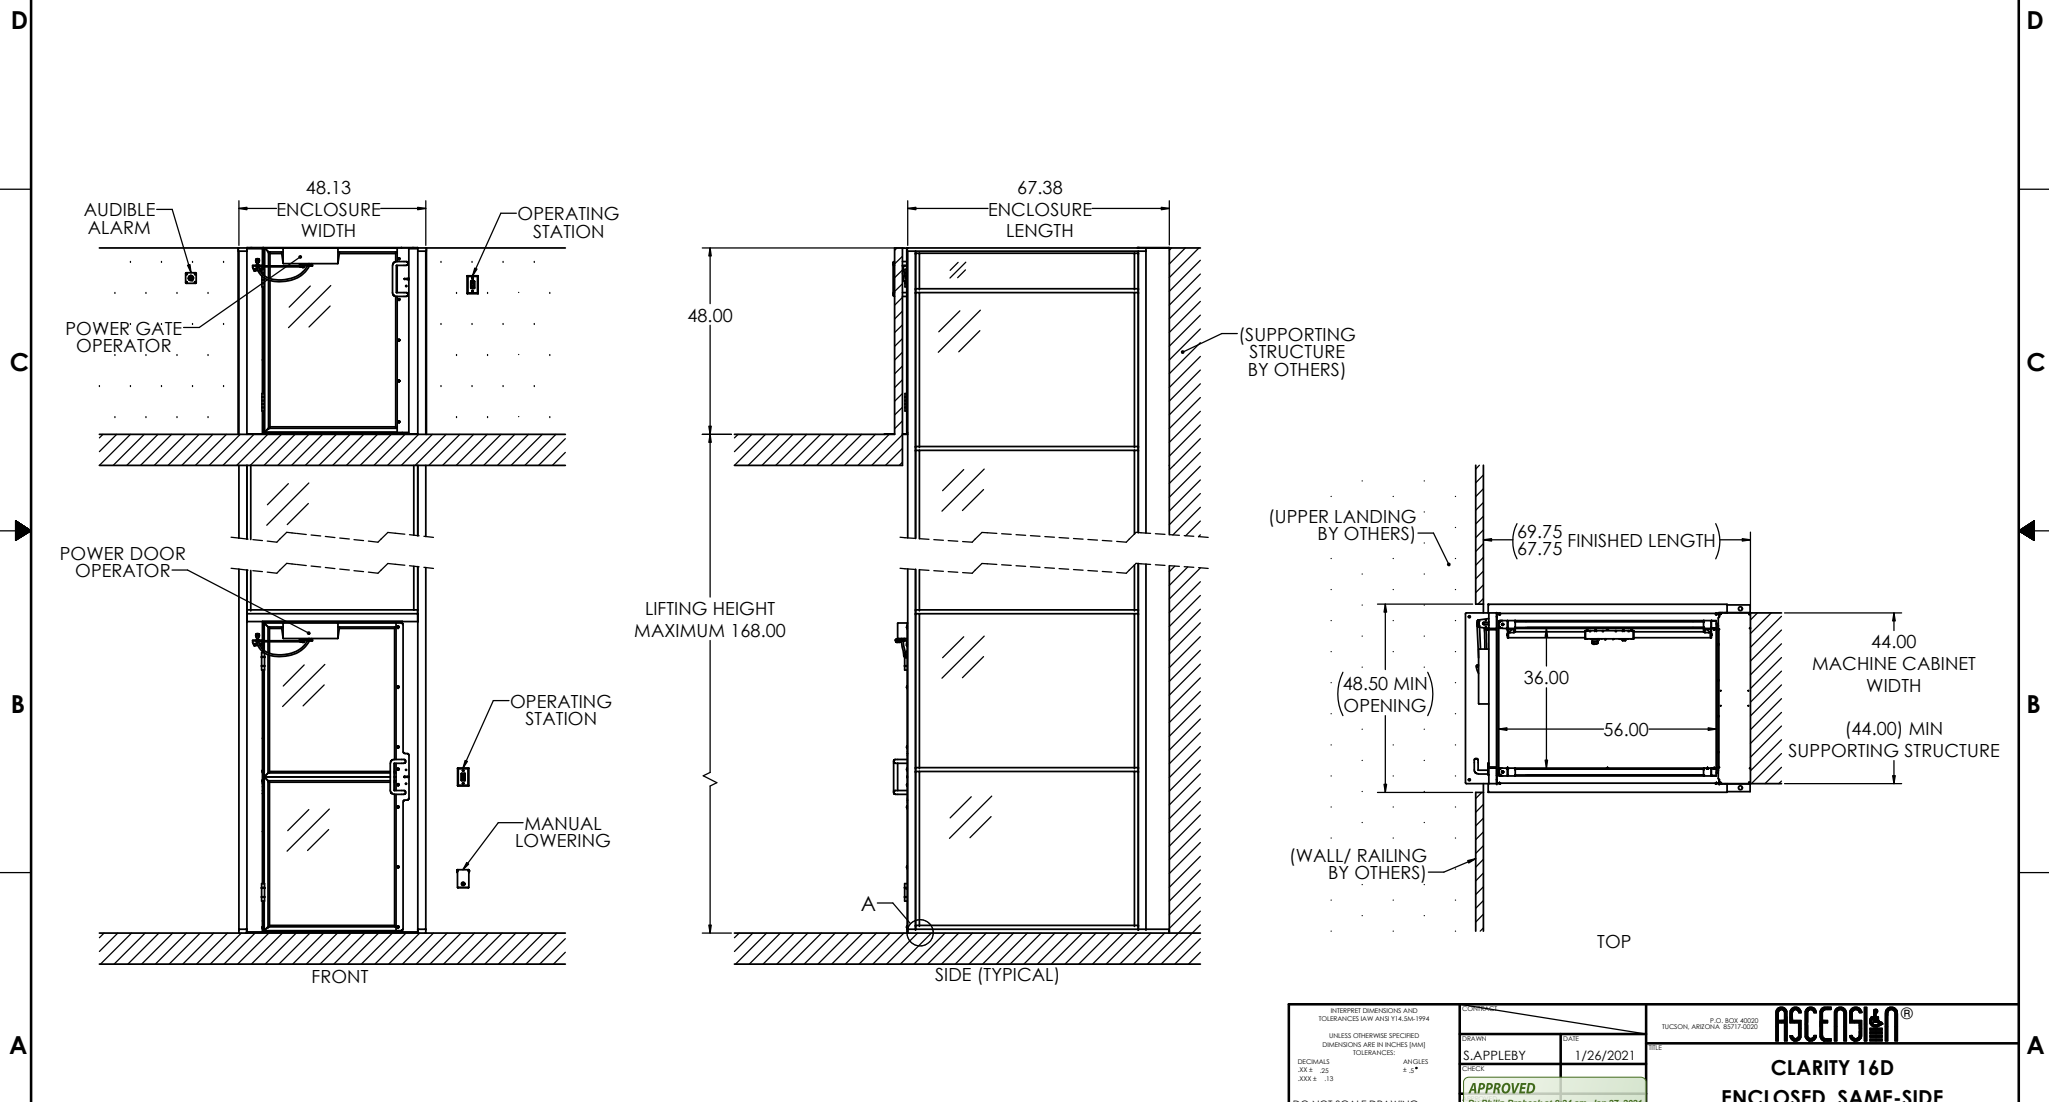 D
D
48.13
ENCLOSURE
WIDTH
AUDIBLE
ALARM
OPERATING
STATION
POWER GATE
OPERATOR
C
POWER DOOR
OPERATOR
OPERATING
STATION
B
MANUAL
LOWERING
FRONT
A
67.38
ENCLOSURE
LENGTH
48.00
(SUPPORTING
STRUCTURE
BY OTHERS)
C
LIFTING HEIGHT
MAXIMUM 168.00
A
SIDE (TYPICAL)
(UPPER LANDING
BY OTHERS)
(69.75
67.75 FINISHED LENGTH)
(48.50 MIN
OPENING)
36.00
56.00
44.00
MACHINE CABINET
WIDTH
(44.00) MIN
SUPPORTING STRUCTURE
B
(WALL/ RAILING
BY OTHERS)
TOP
INTERPRET DIMENSIONS AND
TOLERANCES IAW ANSI Y14.5M-1994
UNLESS OTHERWISE SPECIFIED
DIMENSIONS ARE IN INCHES [MM]
TOLERANCES:
DECIMALS ANGLES
.XX ± .25 ± .5°
.XXX ± .13
CONTRACT
DRAWN
S.APPLEBY
DATE
1/26/2021
CHECK
APPROVED
P.O. BOX 40020
TUCSON, ARIZONA 85717-0020
ASCENSION®
TITLE
CLARITY 16D
ENCLOSED, SAME-SIDE
A